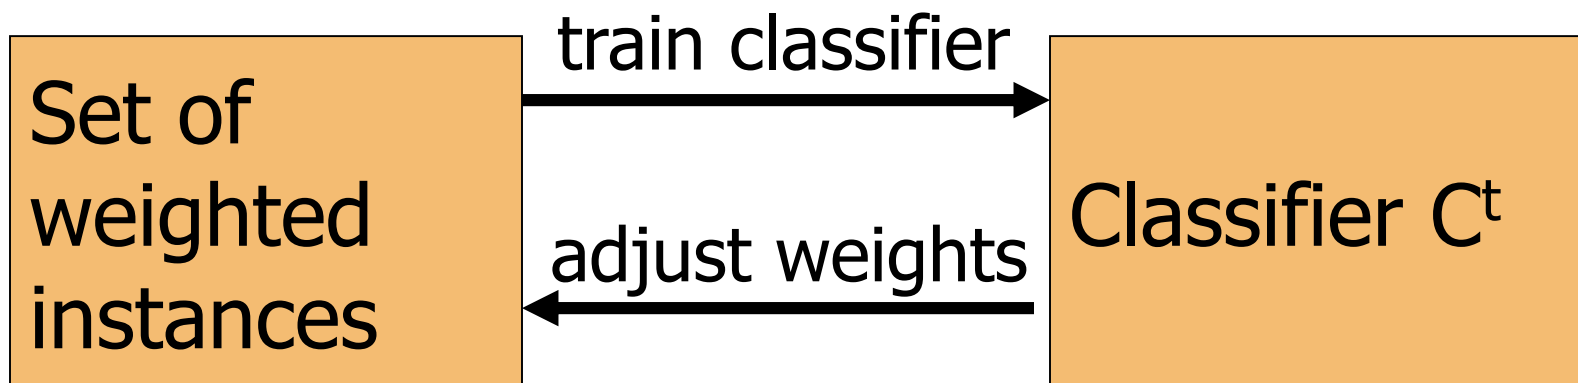 Set of
weighted
instances
train classifier
adjust weights
Classifier Cᵗ